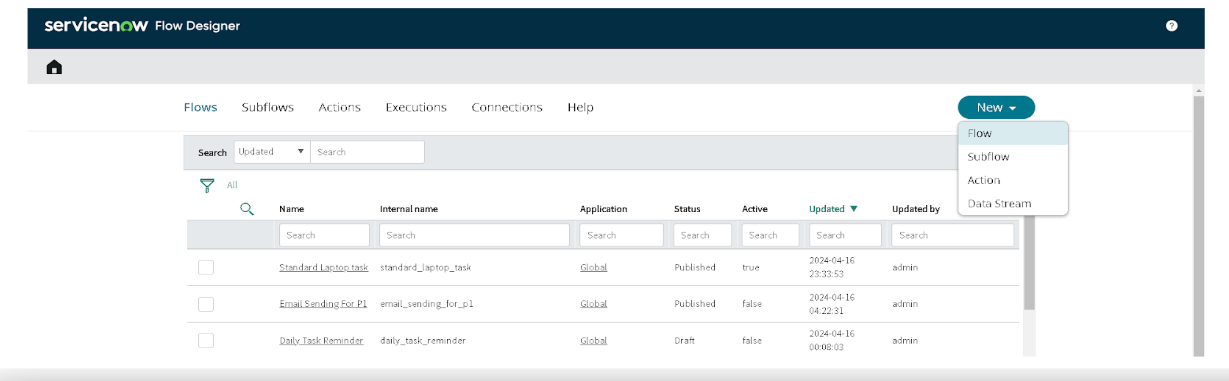 servicenow Flow Designer
Flows Subflows Actions Executions Connections Help New
Flow
Subflow
Action
Data Stream
Search Updated Search
All
Name Internal name Application Status Active Updated Updated by
Search Search Search Search Search Search Search
Standard Laptop task standard_laptop_task Global Published true 2024-04-16 23:33:53 admin
Email Sending For P1 email_sending_for_p1 Global Published false 2024-04-16 04:22:31 admin
Daily Task Reminder daily_task_reminder Global Draft false 2024-04-16 00:08:03 admin